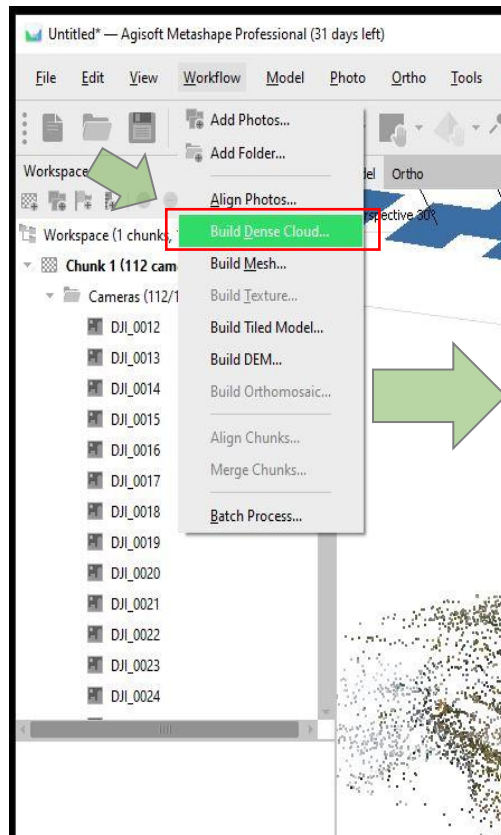 Untitled* — Agisoft Metashape Professional (31 days left)
File Edit View Workflow Model Photo Ortho Tools
Add Photos...
Add Folder...
Ortho
Align Photos...
30°
Workspace (1 chunks,
Build Dense Cloud...
Chunk 1 (112 cam
Build Mesh...
Cameras (112/1
Build Texture...
DJI_0012
Build Tiled Model...
DJI_0013
Build DEM...
DJI_0014
Build Orthomosaic...
DJI_0015
DJI_0016
Align Chunks...
DJI_0017
Merge Chunks...
DJI_0018
Batch Process...
DJI_0019
DJI_0020
DJI_0021
DJI_0022
DJI_0023
DJI_0024